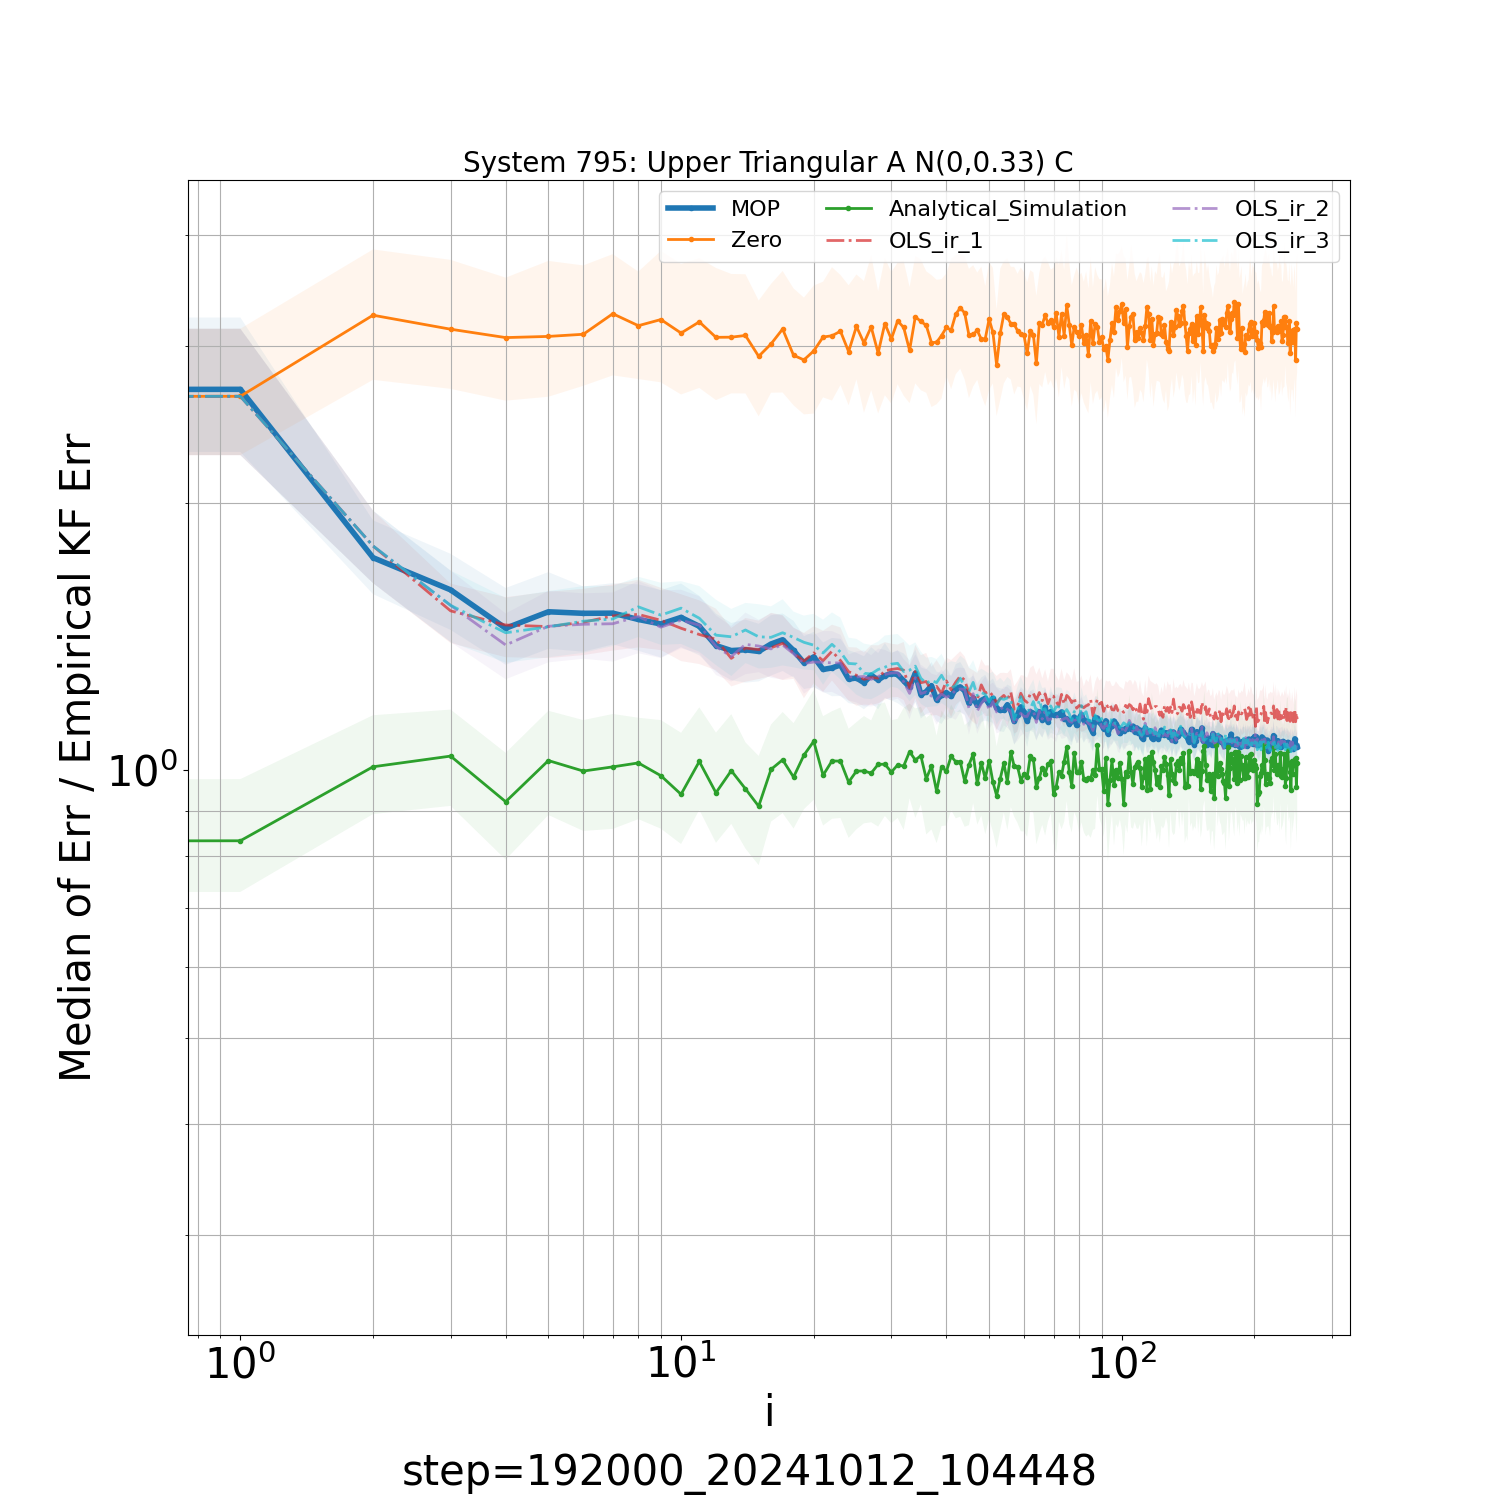 System 795: Upper Triangular A N(0,0.33) C
MOP
Zero
Analytical_Simulation
OLS_ir_1
OLS_ir_2
OLS_ir_3
Median of Err / Empirical KF Err
10⁰
10⁰
10¹
10²
i
step=192000_20241012_104448